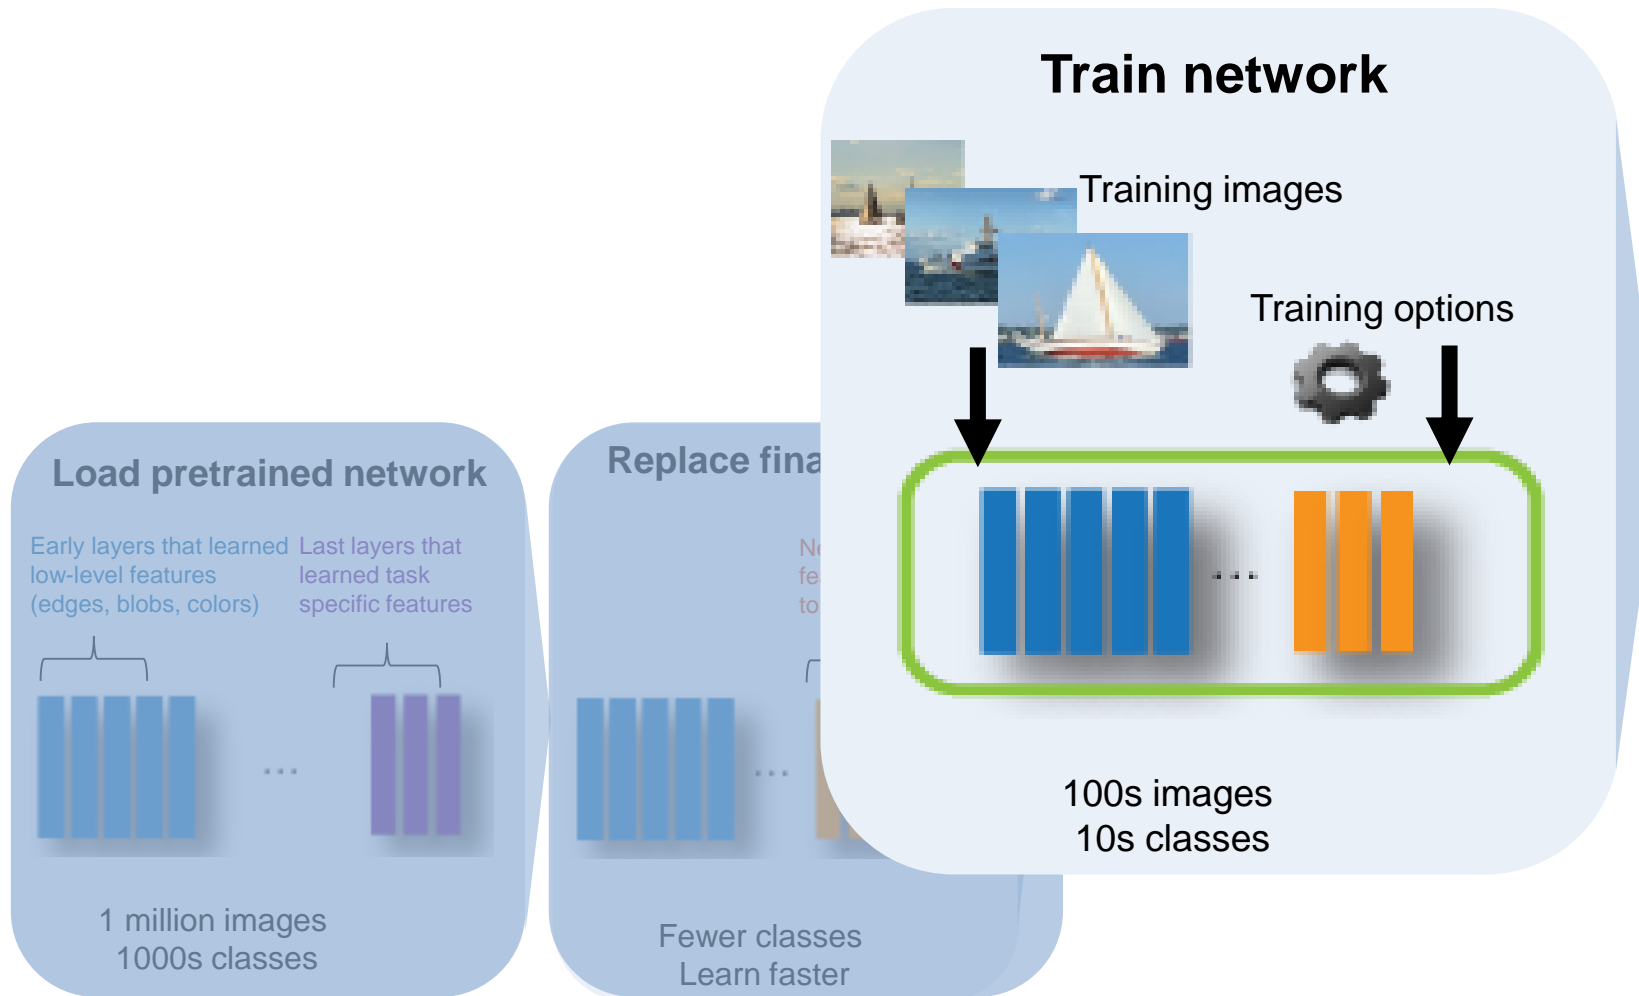 Train network
Training images
Training options
100s images
10s classes
Load pretrained network
Early layers that learned
low-level features
(edges, blobs, colors)
Last layers that
learned task
specific features
...
1 million images
1000s classes
Replace
...
to
Fewer classes
Learn faster